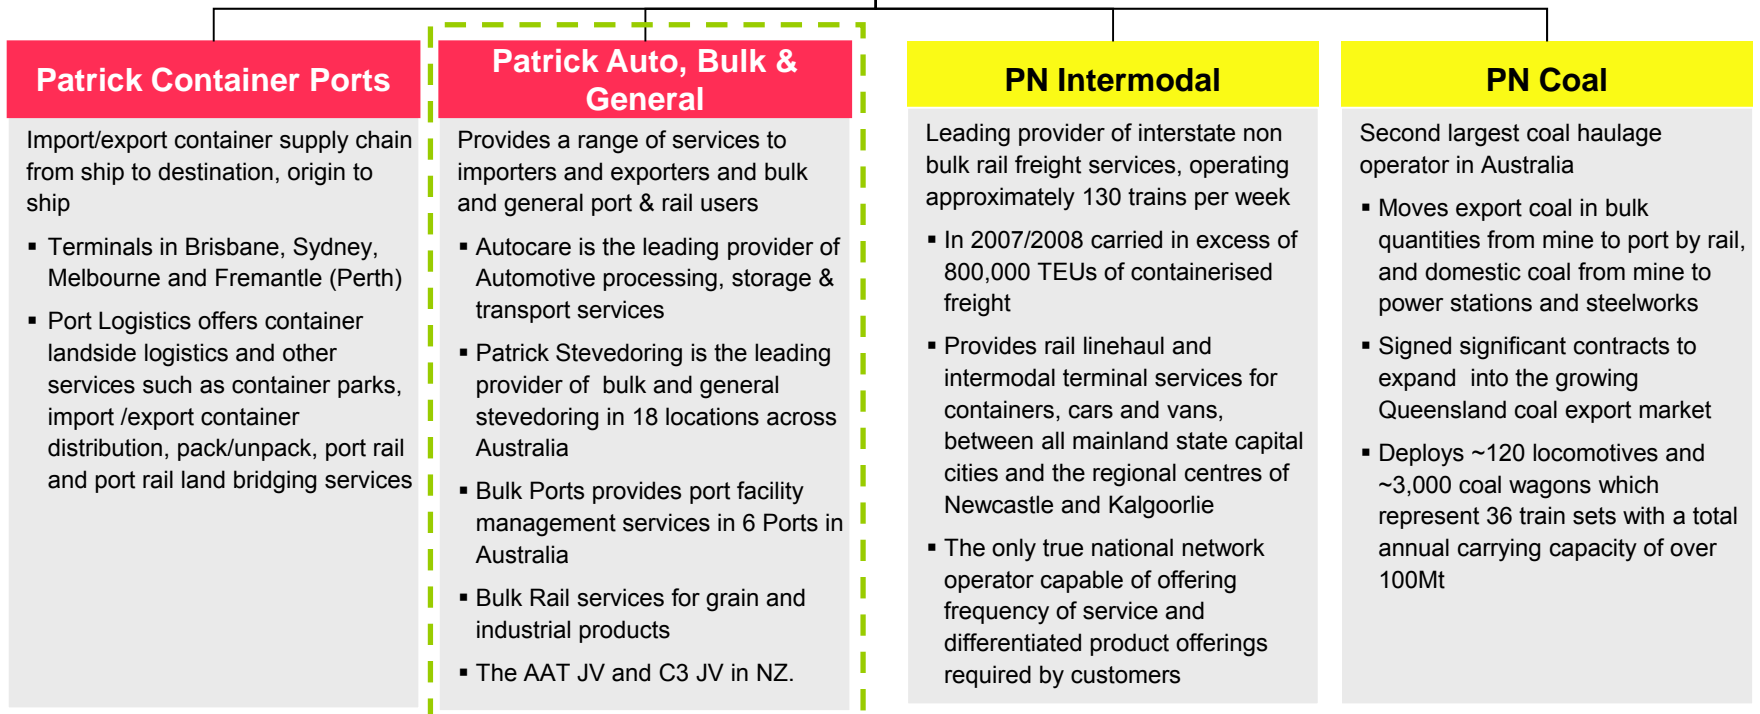 Patrick Container Ports
Import/export container supply chain
from ship to destination, origin to
ship
▪ Terminals in Brisbane, Sydney,
Melbourne and Fremantle (Perth)
▪ Port Logistics offers container
landside logistics and other
services such as container parks,
import /export container
distribution, pack/unpack, port rail
and port rail land bridging services
Patrick Auto, Bulk &
General
Provides a range of services to
importers and exporters and bulk
and general port & rail users
▪ Autocare is the leading provider of
Automotive processing, storage &
transport services
▪ Patrick Stevedoring is the leading
provider of  bulk and general
stevedoring in 18 locations across
Australia
▪ Bulk Ports provides port facility
management services in 6 Ports in
Australia
▪ Bulk Rail services for grain and
industrial products
▪ The AAT JV and C3 JV in NZ.
PN Intermodal
Leading provider of interstate non
bulk rail freight services, operating
approximately 130 trains per week
▪ In 2007/2008 carried in excess of
800,000 TEUs of containerised
freight
▪ Provides rail linehaul and
intermodal terminal services for
containers, cars and vans,
between all mainland state capital
cities and the regional centres of
Newcastle and Kalgoorlie
▪ The only true national network
operator capable of offering
frequency of service and
differentiated product offerings
required by customers
PN Coal
Second largest coal haulage
operator in Australia
▪ Moves export coal in bulk
quantities from mine to port by rail,
and domestic coal from mine to
power stations and steelworks
▪ Signed significant contracts to
expand  into the growing
Queensland coal export market
▪ Deploys ~120 locomotives and
~3,000 coal wagons which
represent 36 train sets with a total
annual carrying capacity of over
100Mt